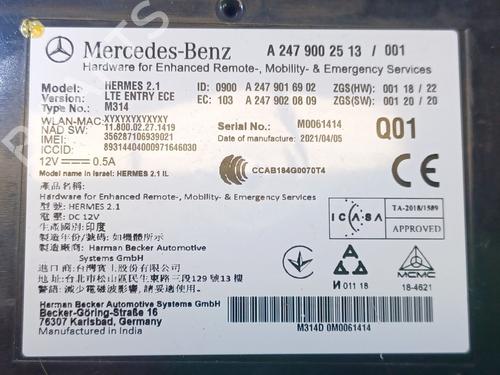 Mercedes-Benz A 247 900 2513 / 001
Hardware for Enhanced Remote-, Mobility- & Emergency Services
Model: HERMES 2.1 ID: 0900 A 247 901 6902 ZGS(HW): 001 18 / 22
Version: LTE ENTRY ECE EC: 103 A 247 902 0809 ZGS(SW): 001 20 / 20
Type No.: M314
WLAN-MAC: XYXYXYXYXYXY
NAD SW: 11.800.02.27.1419 Serial No.: M0061414 Q01
IMEI: 356287106939021 Date of manufacture: 2021/04/05
ICCID: 89314404000971646030
12V⎓ 0.5A
Model name in Israel: HERMES 2.1 IL CCAB184G0070T4 CE
產品名稱:
Hardware for Enhanced Remote-, Mobility- & Emergency Services
型號: HERMES 2.1
電壓: DC 12V
生產國別: 印度
製造年份/號碼: 如機體所示
製造廠商: Harman Becker Automotive
Systems GmbH
ICASA TA-2018/1589
APPROVED
進口商: 台灣賓士股份有限公司
地址: 台北市松山區民生東路三段129號13樓
警語: 減少電磁波影響, 請妥適使用
И 011 18 MCMC
18-4621
Harman Becker Automotive Systems GmbH
Becker-Göring-Straße 16
76307 Karlsbad, Germany
Manufactured in India
M314D 0M0061414